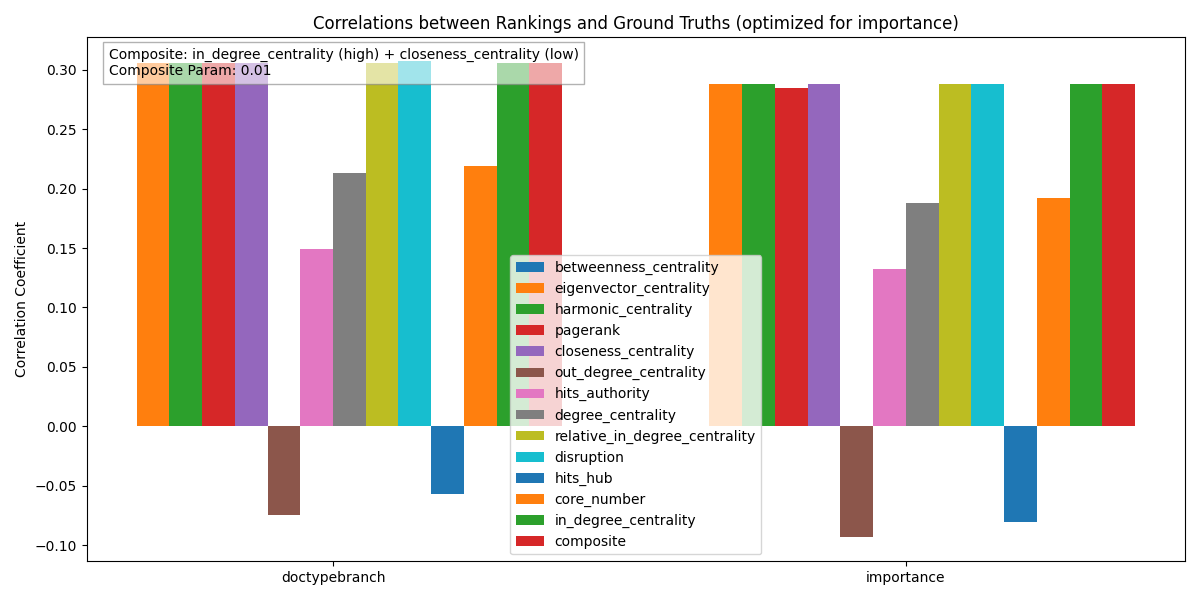 Correlations between Rankings and Ground Truths (optimized for importance)
Composite: in_degree_centrality (high) + closeness_centrality (low)
Composite Param: 0.01
Correlation Coefficient
0.30
0.25
0.20
0.15
0.10
0.05
0.00
−0.05
−0.10
betweenness_centrality
eigenvector_centrality
harmonic_centrality
pagerank
closeness_centrality
out_degree_centrality
hits_authority
degree_centrality
relative_in_degree_centrality
disruption
hits_hub
core_number
in_degree_centrality
composite
doctypebranch
importance